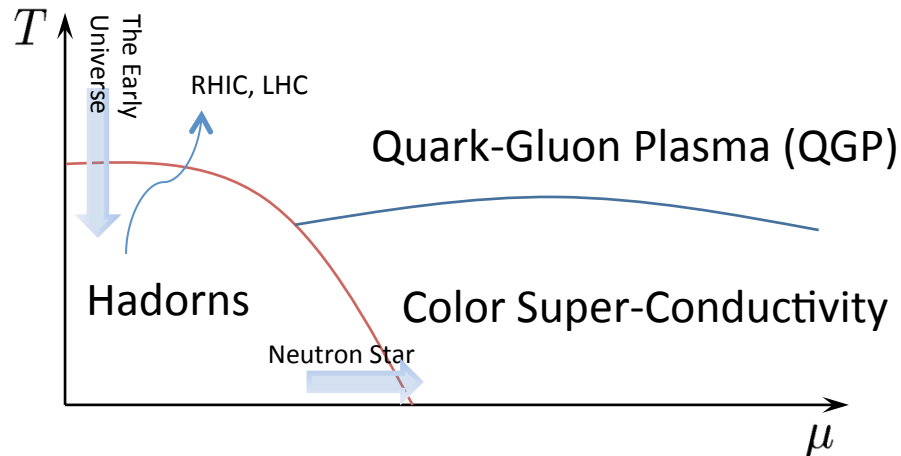 T
The Early
Universe
RHIC, LHC
Quark-Gluon Plasma (QGP)
Hadorns
Color Super-Conductivity
Neutron Star
μ